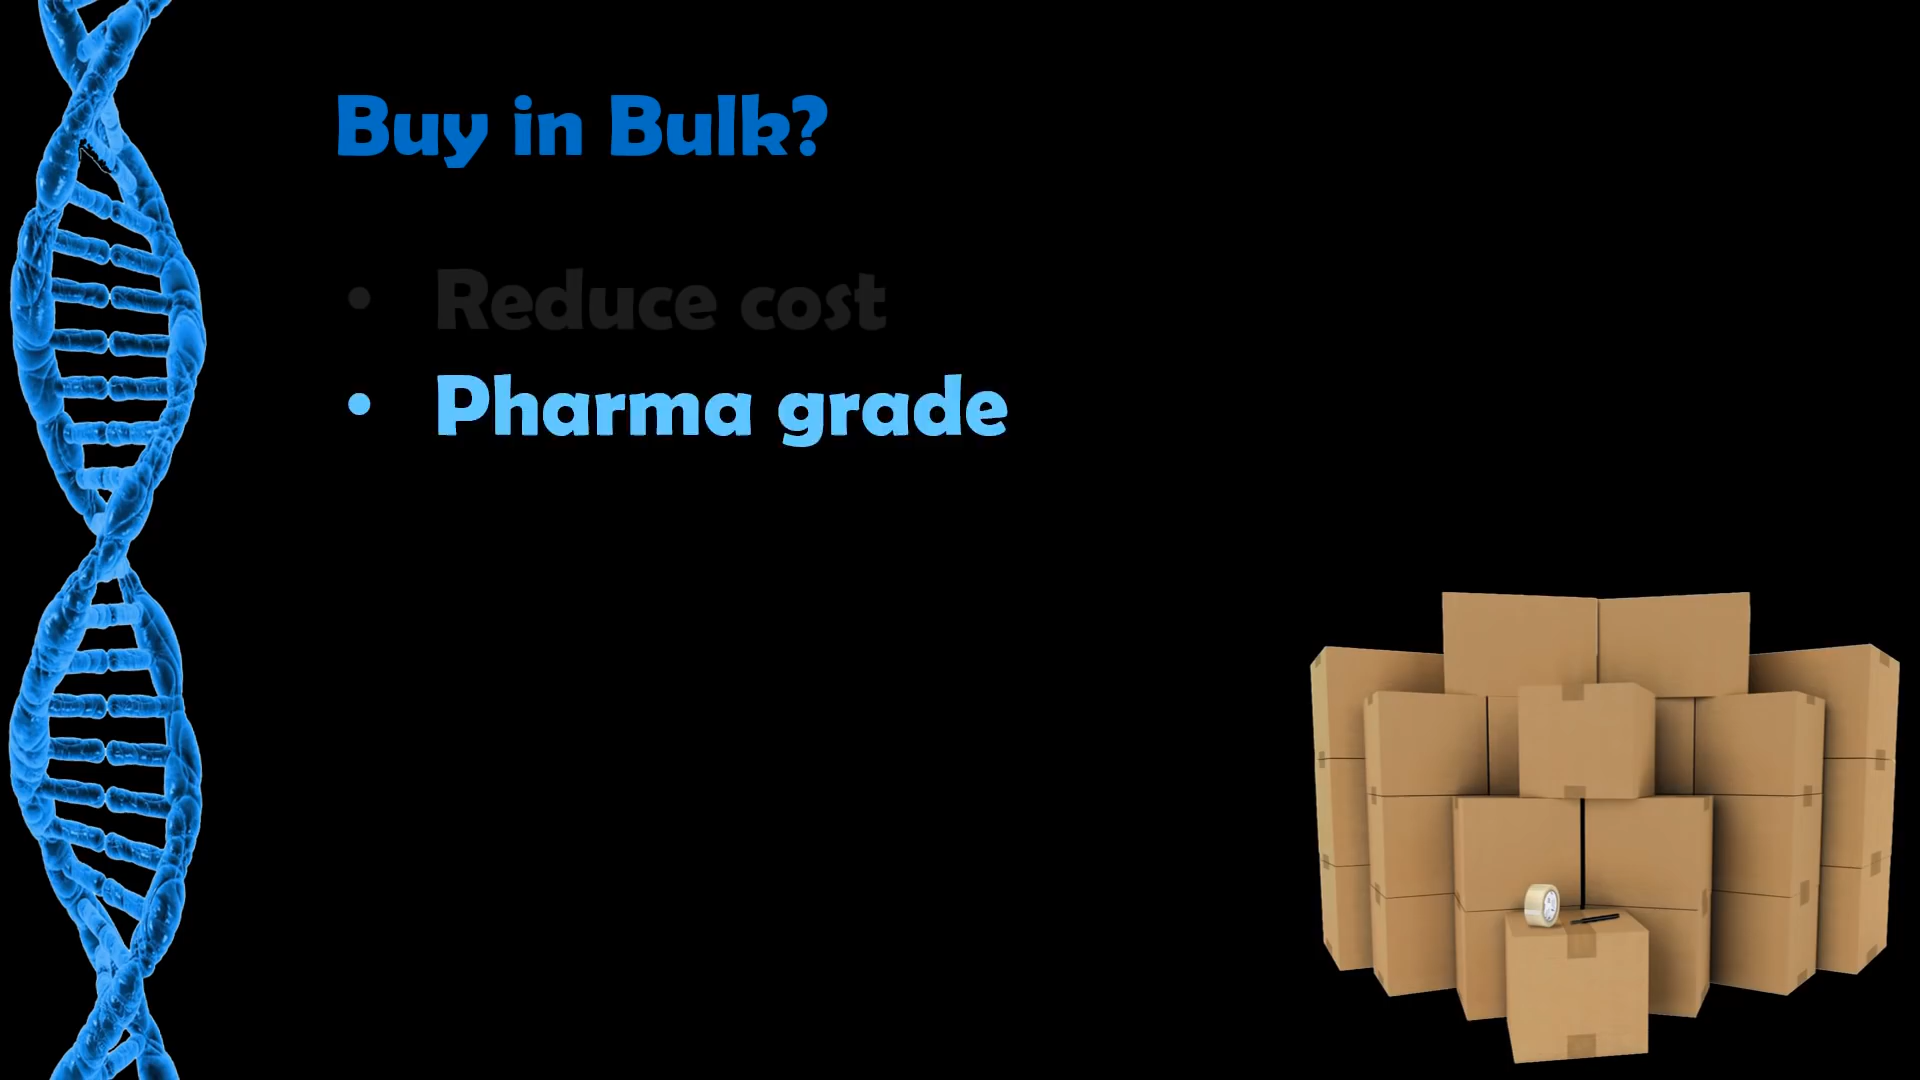 Buy in Bulk?
• Reduce cost
• Pharma grade